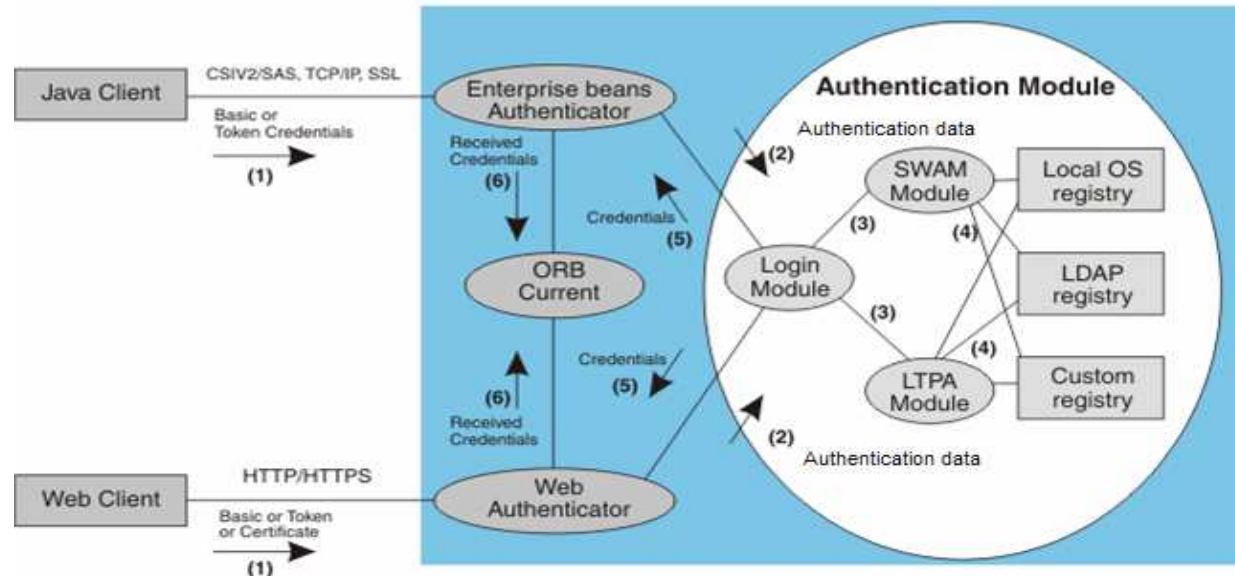 CSIV2/SAS, TCP/IP, SSL
Java Client
Basic or
Token Credentials
(1)
Enterprise beans
Authenticator
Received
Credentials
(6)
Credentials
(5)
ORB
Current
Credentials
(5)
(6)
Received
Credentials
Web Client
HTTP/HTTPS
Basic or Token
or Certificate
(1)
Web
Authenticator
Authentication Module
Authentication data
(2)
SWAM
Module
Local OS
registry
(3)
(4)
Login
Module
LDAP
registry
(3)
(4)
LTPA
Module
Custom
registry
(2)
Authentication data